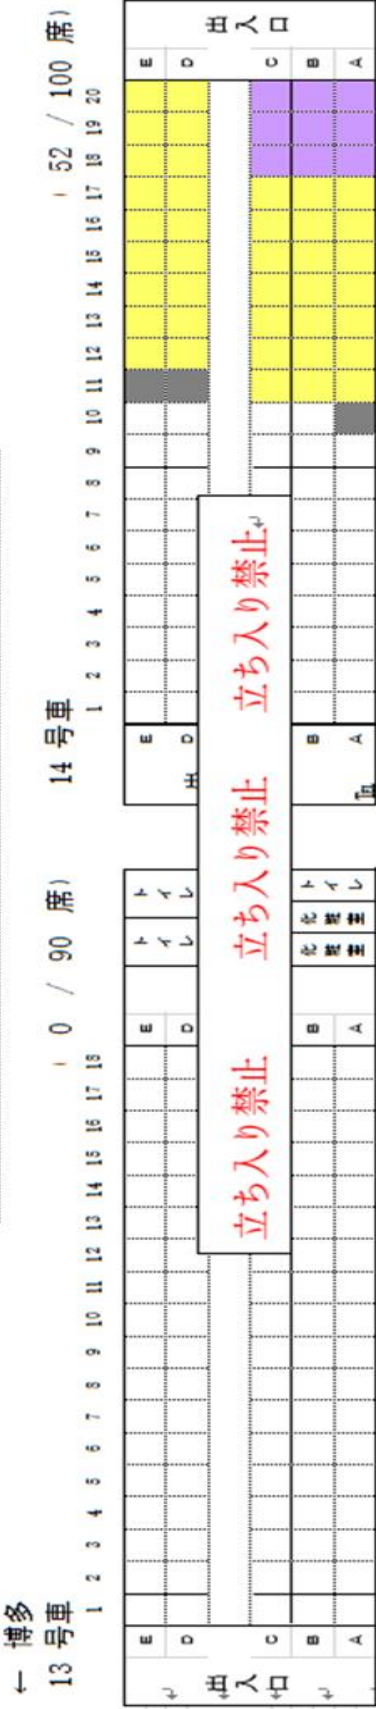 ← 博多
13 号車 ( 0 / 90 席)
1 2 3 4 5 6 7 8 9 10 11 12 13 14 15 16 17 18
出入口
E E トイレ トイレ
D D
C
B B 化粧室 化粧室 トイレ
A A
14 号車 ( 52 / 100 席)
1 2 3 4 5 6 7 8 9 10 11 12 13 14 15 16 17 18 19 20
E E
D D
C
B B
A A
出入口
立ち入り禁止 立ち入り禁止 立ち入り禁止